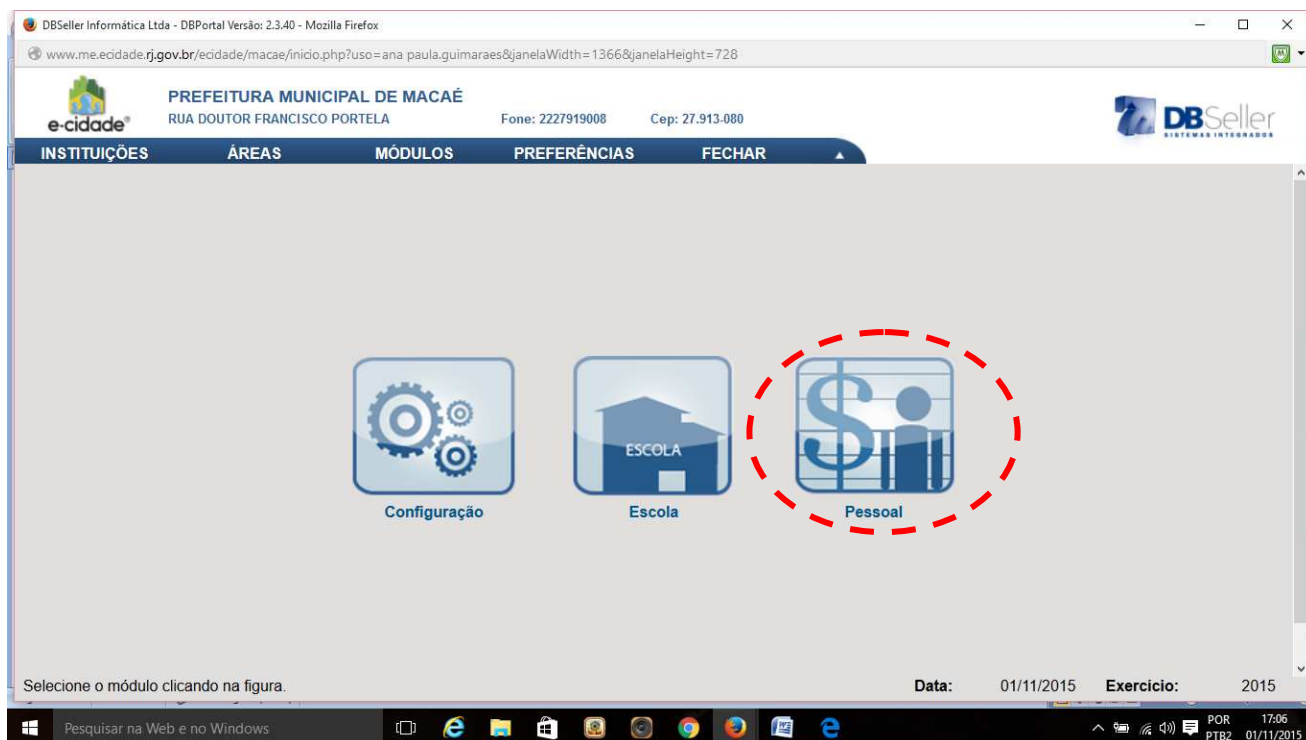 DBSeller Informática Ltda - DBPortal Versão: 2.3.40 - Mozilla Firefox
www.me.ecidade.rj.gov.br/ecidade/macae/inicio.php?uso=ana paula.guimaraes&janelaWidth=1366&janelaHeight=728
e-cidade®
PREFEITURA MUNICIPAL DE MACAÉ
RUA DOUTOR FRANCISCO PORTELA Fone: 2227919008 Cep: 27.913-080
DBSeller
SISTEMAS INTEGRADOS
INSTITUIÇÕES ÁREAS MÓDULOS PREFERÊNCIAS FECHAR
$
ESCOLA
Configuração Escola Pessoal
Selecione o módulo clicando na figura. Data: 01/11/2015 Exercício: 2015
Pesquisar na Web e no Windows
POR 17:06
PTB2 01/11/2015